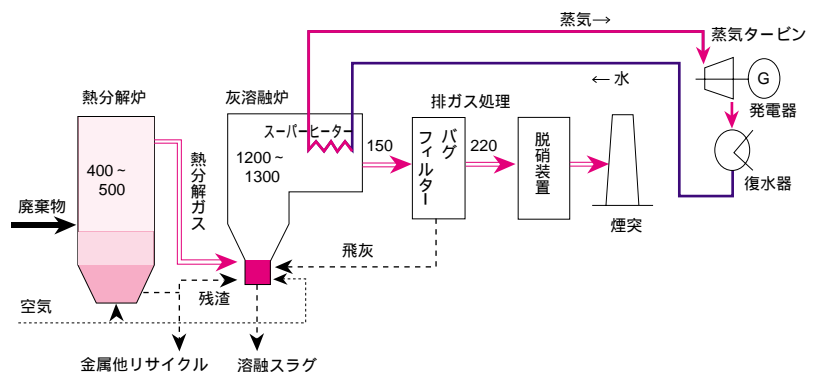 蒸気→
蒸気タービン
←水
G
発電器
復水器
熱分解炉
灰溶融炉
排ガス処理
スーパーヒーター
400~
500
熱分解ガス
1200~
1300
150
バグ
フィルター
220
脱硝装置
煙突
廃棄物
飛灰
残渣
空気
金属他リサイクル
溶融スラグ